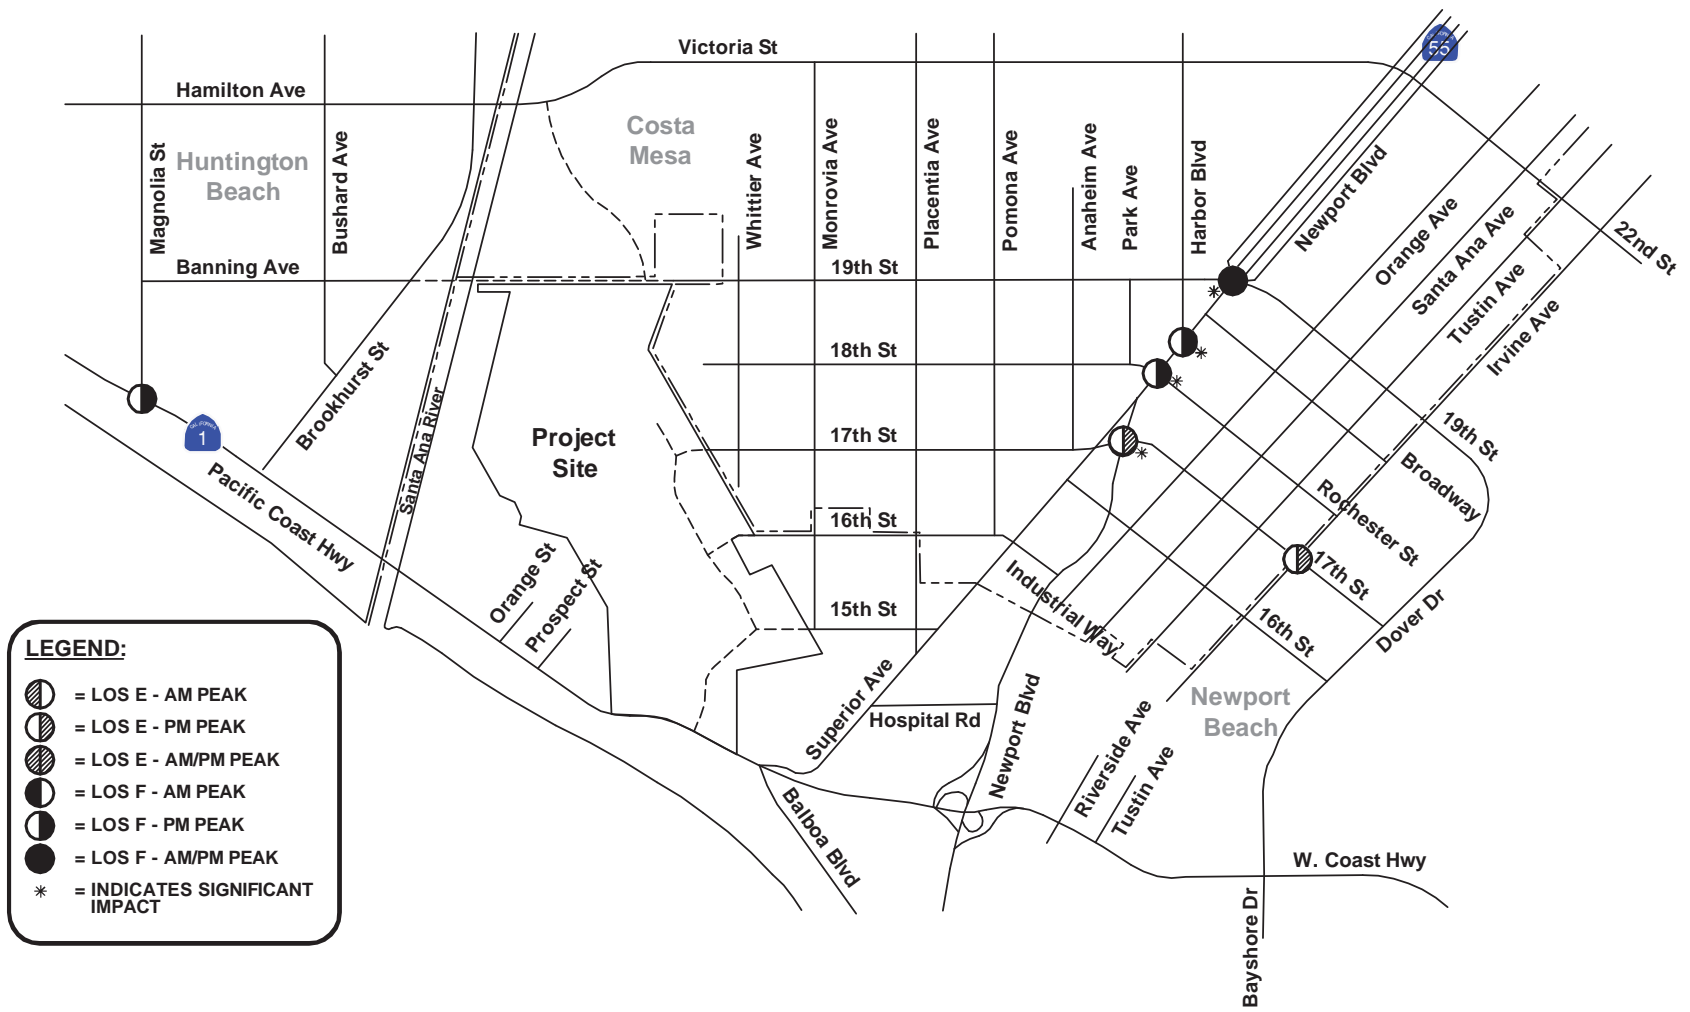 Victoria St
CALIFORNIA
55
Hamilton Ave
Costa
Mesa
Huntington
Beach
Magnolia St
Bushard Ave
Whittier Ave
Monrovia Ave
Placentia Ave
Pomona Ave
Anaheim Ave
Park Ave
Harbor Blvd
Newport Blvd
Orange Ave
Santa Ana Ave
Tustin Ave
Irvine Ave
22nd St
Banning Ave
19th St
18th St
Brookhurst St
Santa Ana River
CALIFORNIA
1
Pacific Coast Hwy
Project
Site
17th St
19th St
Broadway
Rochester St
17th St
16th St
Dover Dr
16th St
Orange St
Prospect St
15th St
Industrial Way
Superior Ave
Hospital Rd
Newport Blvd
Riverside Ave
Tustin Ave
Newport
Beach
Balboa Blvd
W. Coast Hwy
Bayshore Dr
LEGEND:
= LOS E - AM PEAK
= LOS E - PM PEAK
= LOS E - AM/PM PEAK
= LOS F - AM PEAK
= LOS F - PM PEAK
= LOS F - AM/PM PEAK
* = INDICATES SIGNIFICANT
IMPACT